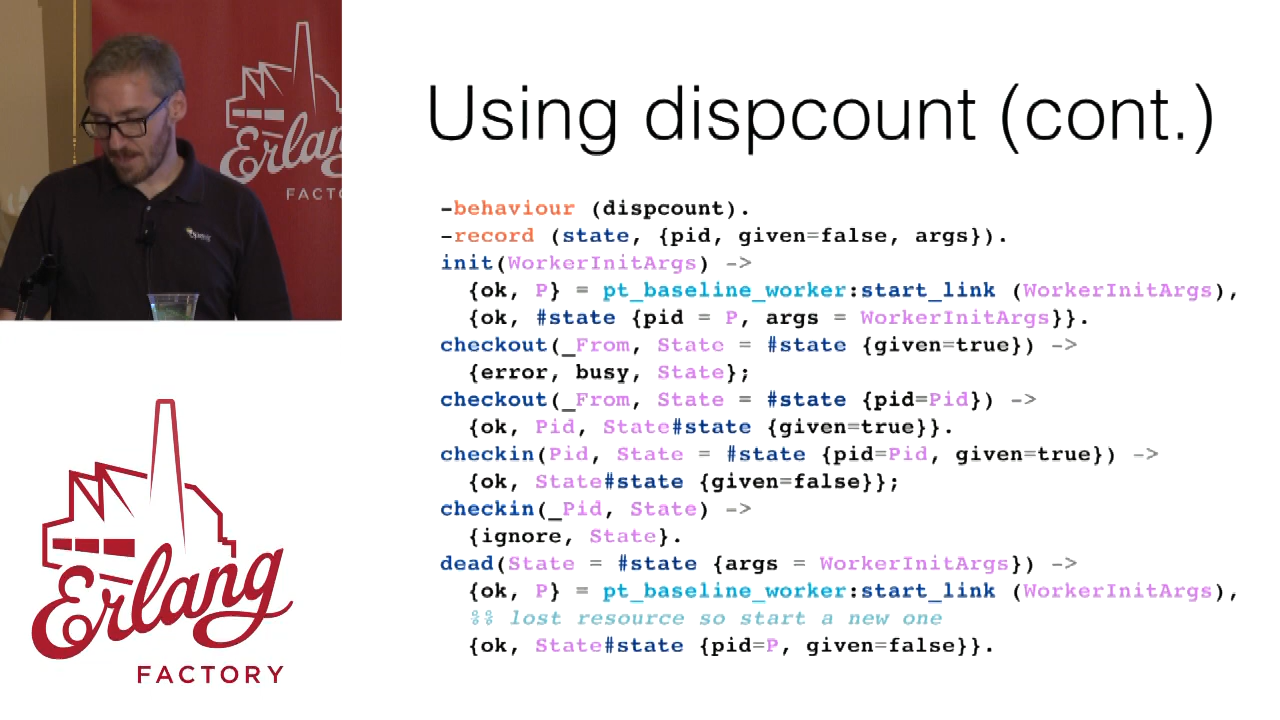 Erlang
FACTO
Using dispcount (cont.)
-behaviour (dispcount).
-record (state, {pid, given=false, args}).
init(WorkerInitArgs) ->
  {ok, P} = pt_baseline_worker:start_link (WorkerInitArgs),
  {ok, #state {pid = P, args = WorkerInitArgs}}.
checkout(_From, State = #state {given=true}) ->
  {error, busy, State};
checkout(_From, State = #state {pid=Pid}) ->
  {ok, Pid, State#state {given=true}}.
checkin(Pid, State = #state {pid=Pid, given=true}) ->
  {ok, State#state {given=false}};
checkin(_Pid, State) ->
  {ignore, State}.
dead(State = #state {args = WorkerInitArgs}) ->
  {ok, P} = pt_baseline_worker:start_link (WorkerInitArgs),
  %% lost resource so start a new one
  {ok, State#state {pid=P, given=false}}.
Erlang
FACTORY